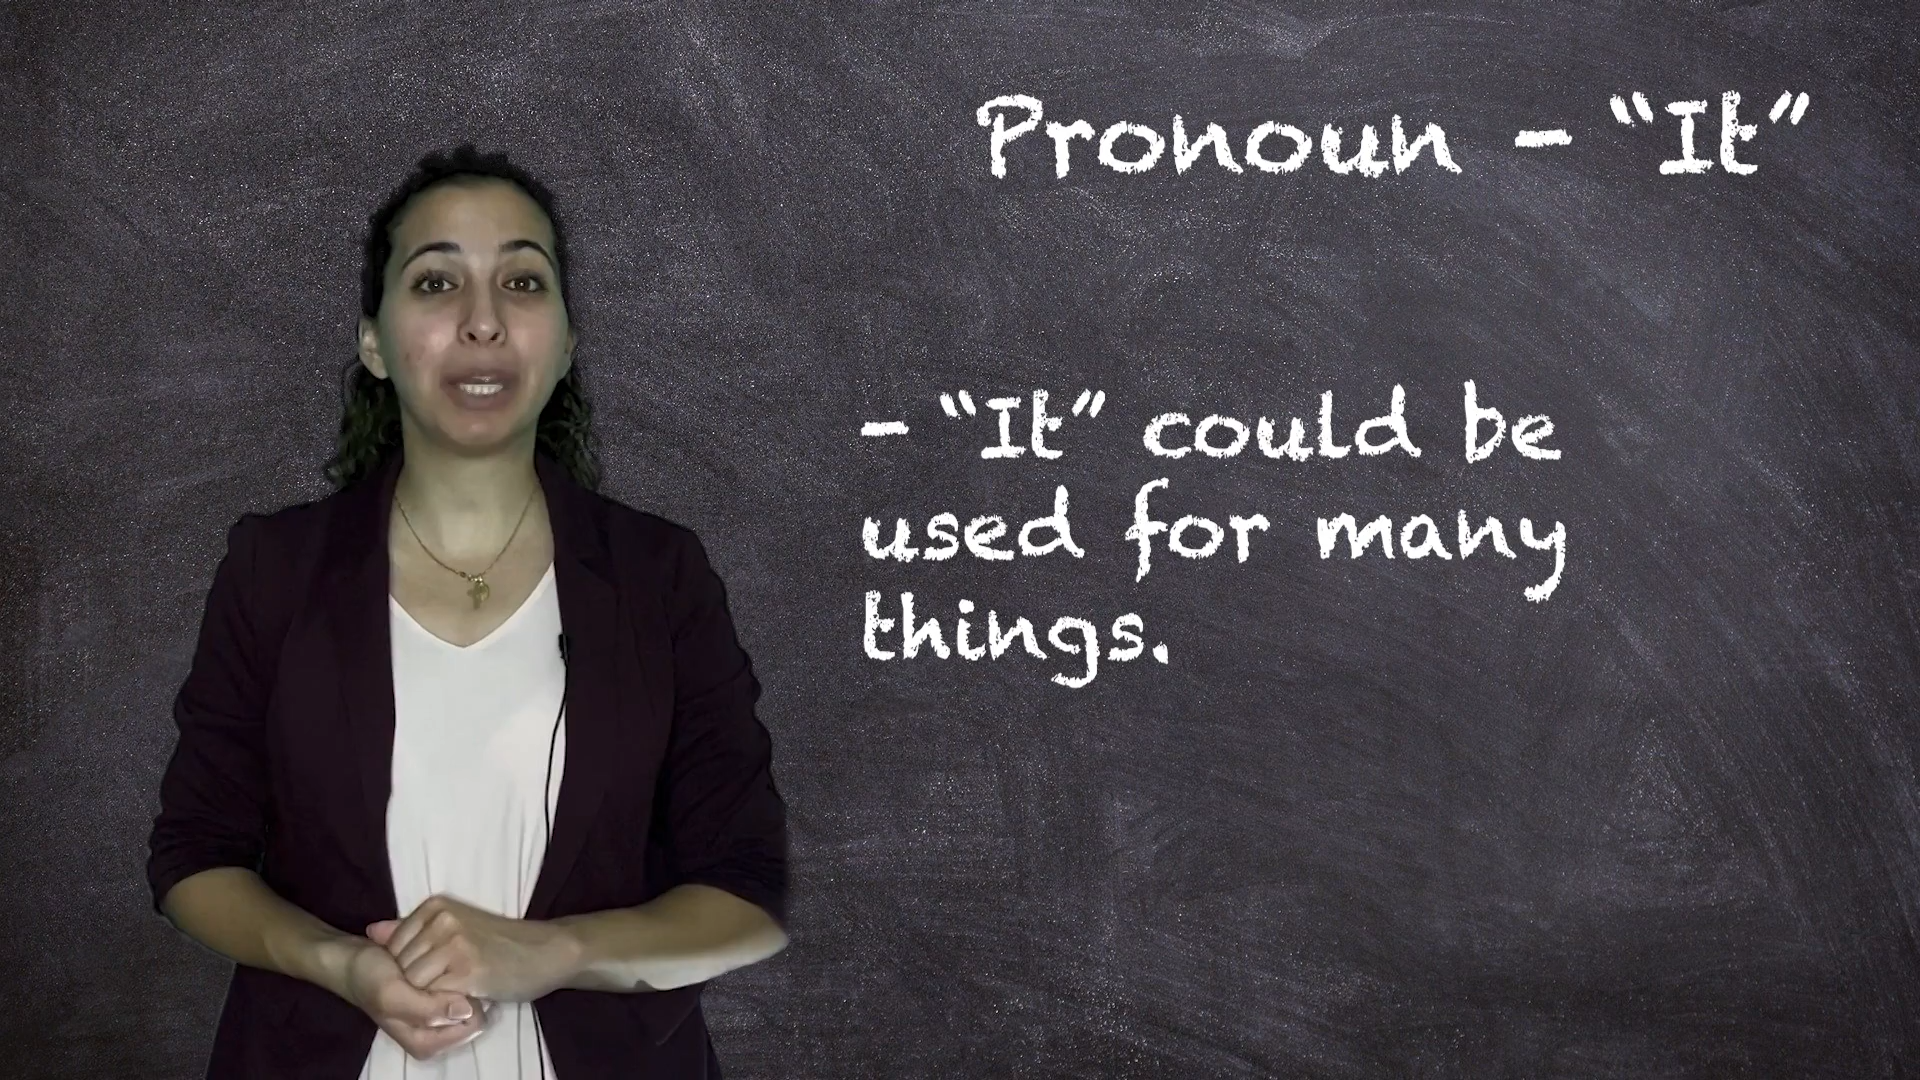 Pronoun - “It”
- “It” could be
used for many
things.